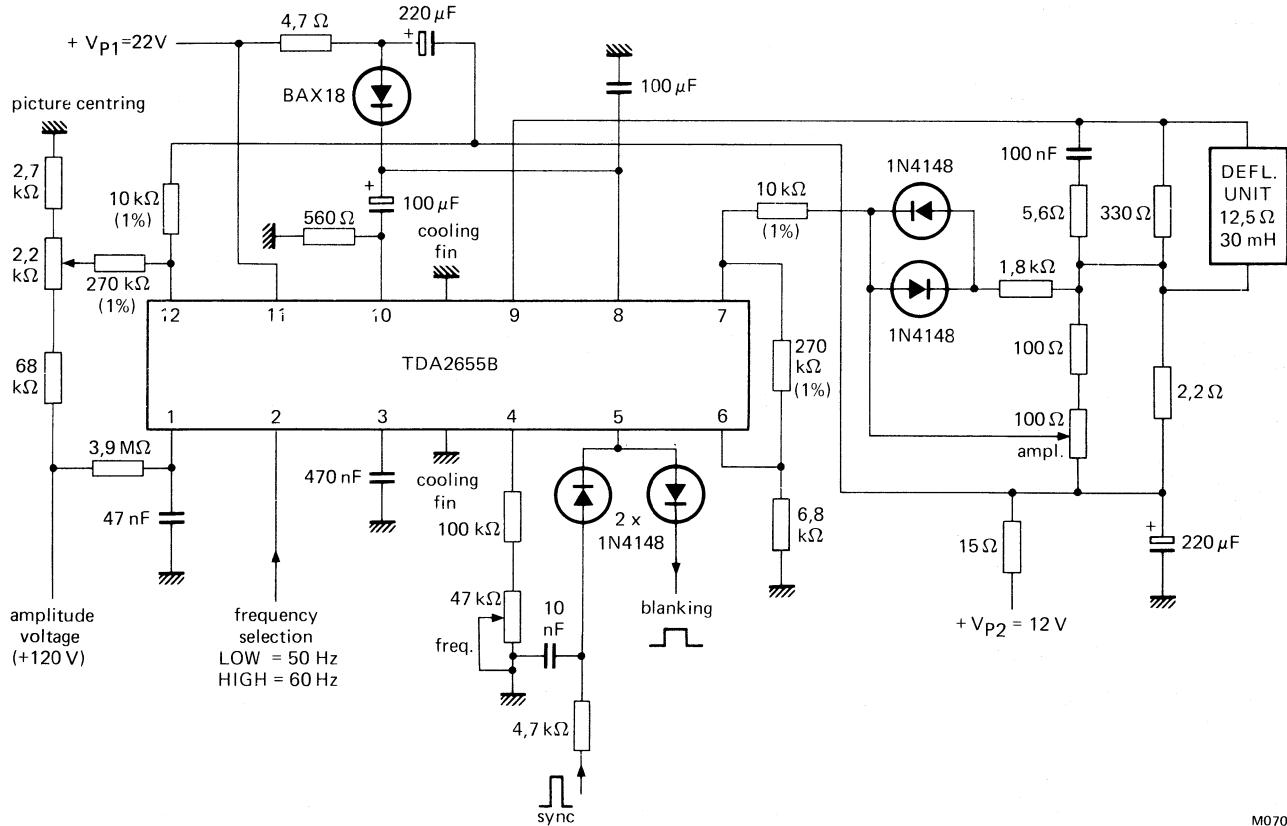 + VP1=22V
4,7 Ω
220 µF
+
BAX18
100 µF
picture centring
2,7
kΩ
10 kΩ
(1%)
2,2
kΩ
270 kΩ
(1%)
68
kΩ
+
100 µF
560 Ω
cooling
fin
10 kΩ
(1%)
1N4148
1N4148
1,8 kΩ
100 nF
5,6Ω
330Ω
DEFL.
UNIT
12,5 Ω
30 mH
12
11
10
9
8
7
TDA2655B
1
2
3
4
5
6
270
kΩ
(1%)
100Ω
100Ω
ampl.
2,2 Ω
3,9 MΩ
47 nF
470 nF
cooling
fin
100 kΩ
2 x
1N4148
6,8
kΩ
15 Ω
+
220 µF
+ VP2 = 12 V
amplitude
voltage
(+120 V)
frequency
selection
LOW = 50 Hz
HIGH = 60 Hz
47 kΩ
freq.
10
nF
blanking
4,7 kΩ
sync
M070